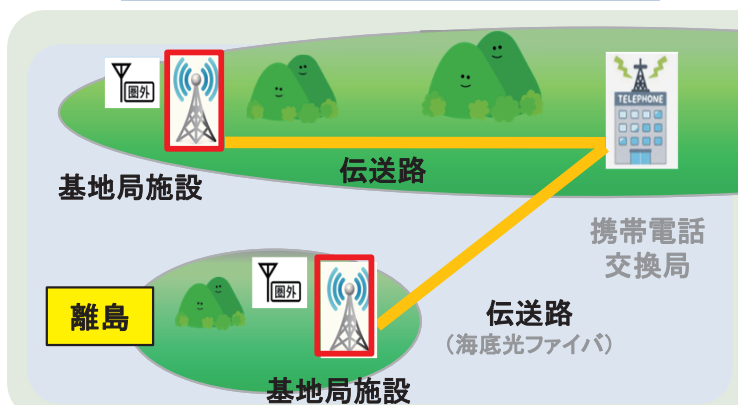 圏外
TELEPHONE
伝送路
基地局施設
携帯電話
交換局
圏外
離島
伝送路
（海底光ファイバ）
基地局施設